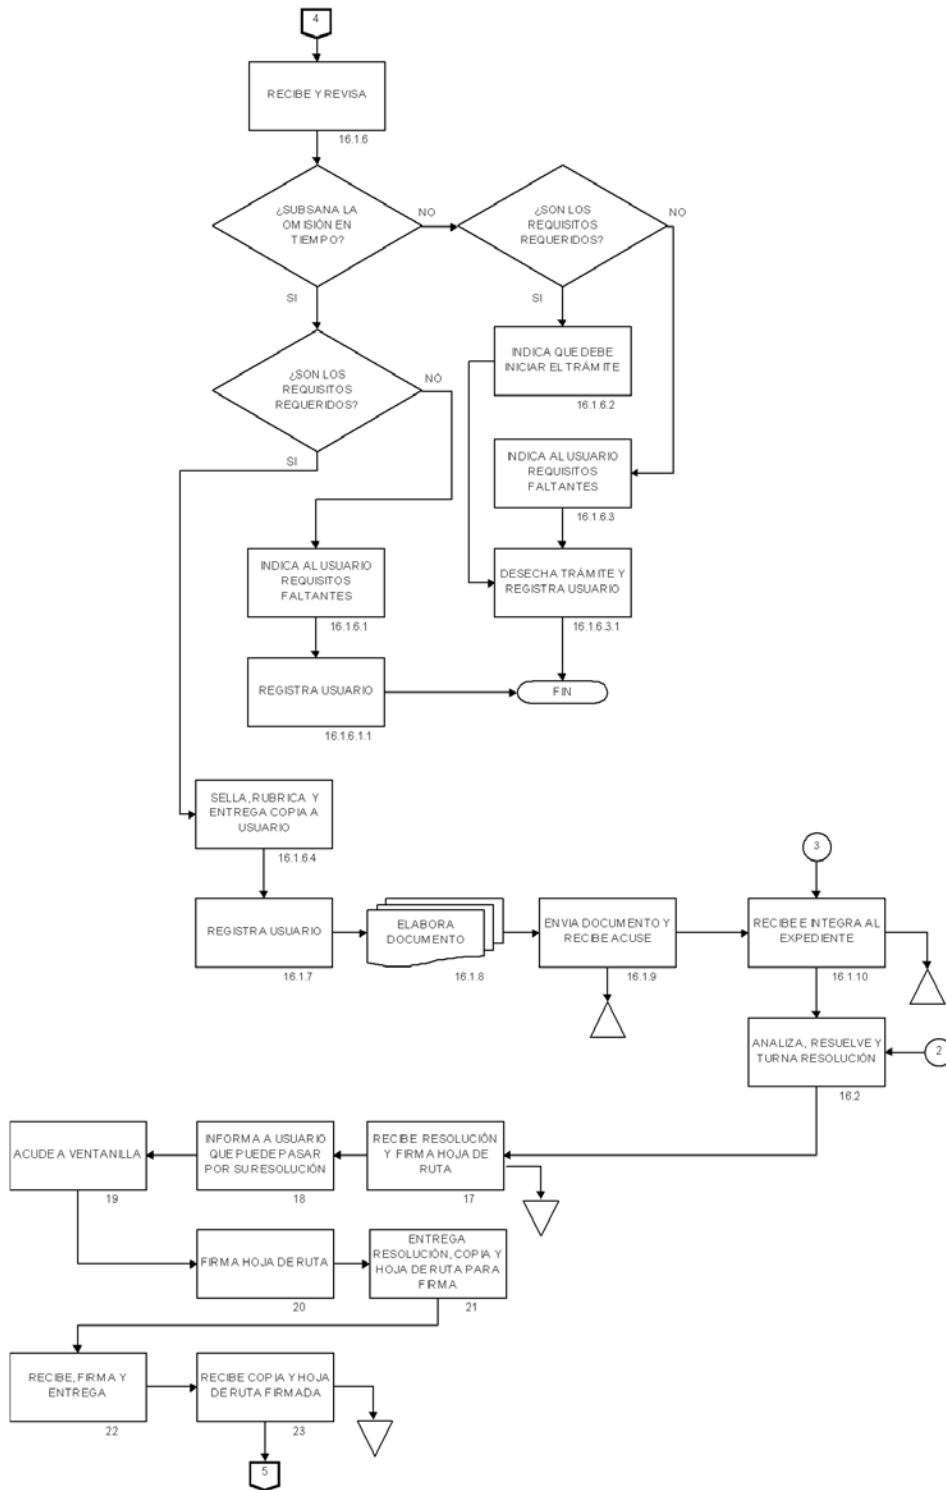 4
RECIBE Y REVISA
16.1.6
¿SUBSANA LA
OMISIÓN EN
TIEMPO?
NO
SI
¿SON LOS
REQUISITOS
REQUERIDOS?
NO
SI
INDICA QUE DEBE
INICIAR EL TRÁMITE
16.1.6.2
¿SON LOS
REQUISITOS
REQUERIDOS?
NO
SI
INDICA AL USUARIO
REQUISITOS
FALTANTES
16.1.6.3
INDICA AL USUARIO
REQUISITOS
FALTANTES
16.1.6.1
DESECHA TRÁMITE Y
REGISTRA USUARIO
16.1.6.3.1
REGISTRA USUARIO
16.1.6.1.1
FIN
SELLA, RUBRICA Y
ENTREGA COPIA A
USUARIO
16.1.6.4
3
REGISTRA USUARIO
16.1.7
ELABORA
DOCUMENTO
16.1.8
ENVIA DOCUMENTO Y
RECIBE ACUSE
16.1.9
RECIBE E INTEGRA AL
EXPEDIENTE
16.1.10
ANALIZA, RESUELVE Y
TURNA RESOLUCIÓN
16.2
2
ACUDE A VENTANILLA
19
INFORMA A USUARIO
QUE PUEDE PASAR
POR SU RESOLUCIÓN
18
RECIBE RESOLUCIÓN
Y FIRMA HOJA DE
RUTA
17
FIRMA HOJA DE RUTA
20
ENTREGA
RESOLUCIÓN, COPIA Y
HOJA DE RUTA PARA
FIRMA
21
RECIBE, FIRMA Y
ENTREGA
22
RECIBE COPIA Y HOJA
DE RUTA FIRMADA
23
5